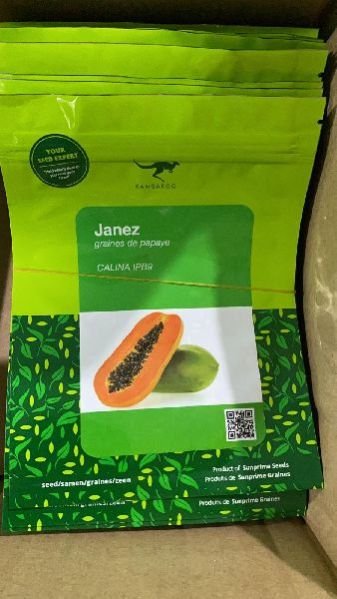 YOUR
SEED EXPERT
KANGAROO
Janez
graines de papaye
CALINA IPB9
seed/samen/graines/zeen
Product of Sunprime Seeds
Produits de Sunprime Graines
Produits de Sunprime Graines